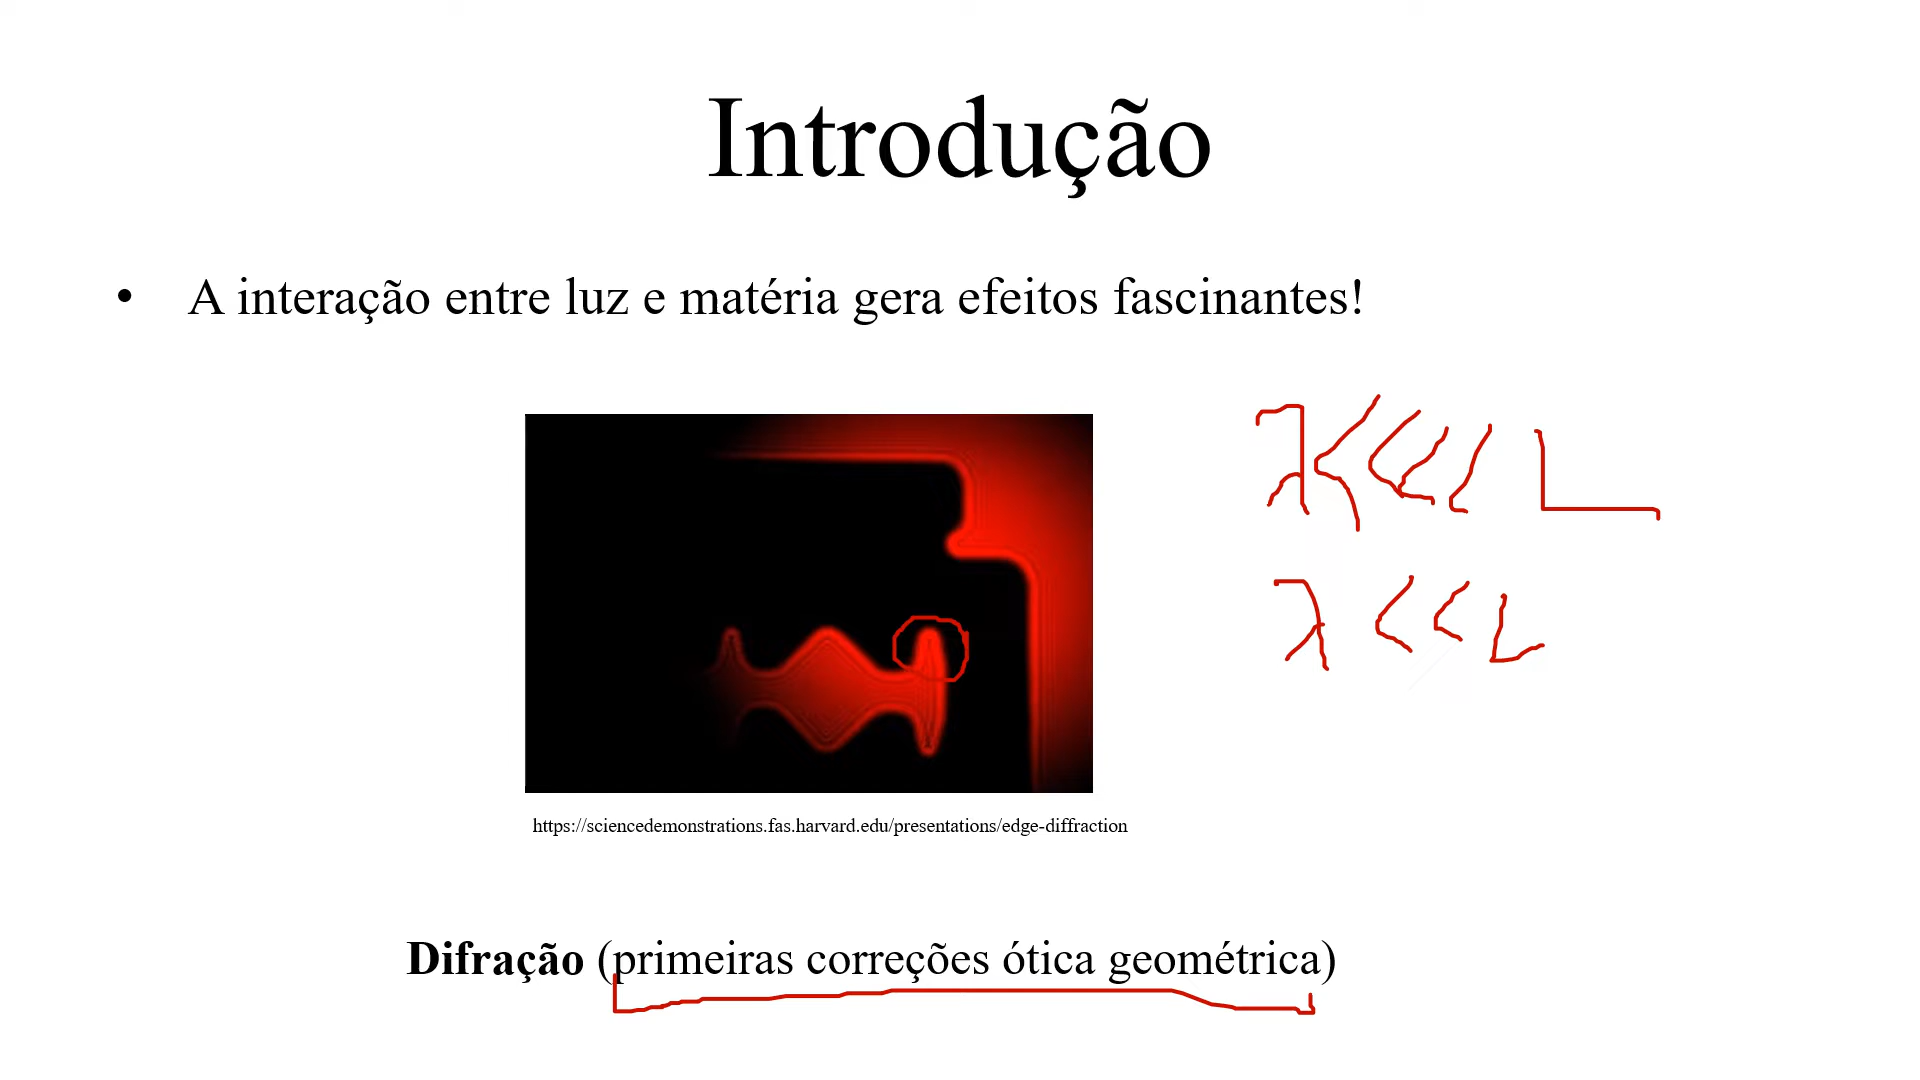 Introdução
• A interação entre luz e matéria gera efeitos fascinantes!
λ <<<< L
λ << L
https://sciencedemonstrations.fas.harvard.edu/presentations/edge-diffraction
Difração (primeiras correções ótica geométrica)